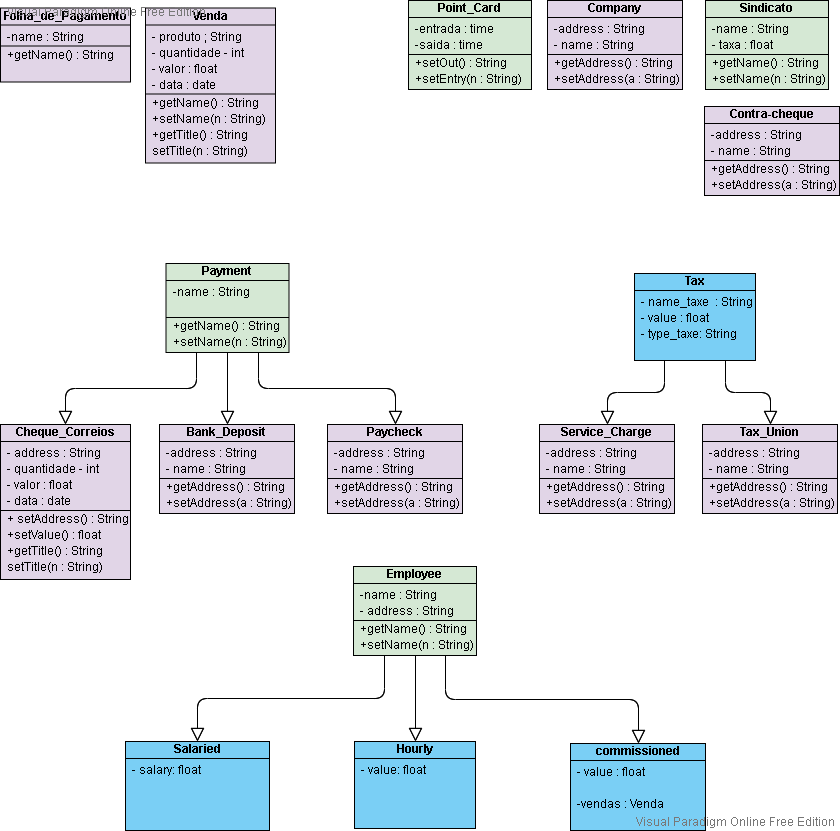 Visual Paradigm Online Free Edition
Folha_de_Pagamento
-name : String
+getName() : String
Venda
- produto ; String
- quantidade - int
- valor : float
- data : date
+getName() : String
+setName(n : String)
+getTitle() : String
setTitle(n : String)
Point_Card
-entrada : time
-saida : time
+setOut() : String
+setEntry(n : String)
Company
-address : String
- name : String
+getAddress() : String
+setAddress(a : String)
Sindicato
-name : String
- taxa : float
+getName() : String
+setName(n : String)
Contra-cheque
-address : String
- name : String
+getAddress() : String
+setAddress(a : String)
Payment
-name : String
+getName() : String
+setName(n : String)
Tax
- name_taxe : String
- value : float
- type_taxe: String
Cheque_Correios
- address : String
- quantidade - int
- valor : float
- data : date
+ setAddress() : String
+setValue() : float
+getTitle() : String
setTitle(n : String)
Bank_Deposit
-address : String
- name : String
+getAddress() : String
+setAddress(a : String)
Paycheck
-address : String
- name : String
+getAddress() : String
+setAddress(a : String)
Service_Charge
-address : String
- name : String
+getAddress() : String
+setAddress(a : String)
Tax_Union
-address : String
- name : String
+getAddress() : String
+setAddress(a : String)
Employee
-name : String
- address : String
+getName() : String
+setName(n : String)
Salaried
- salary: float
Hourly
- value: float
commissioned
- value : float
-vendas : Venda
Visual Paradigm Online Free Edition